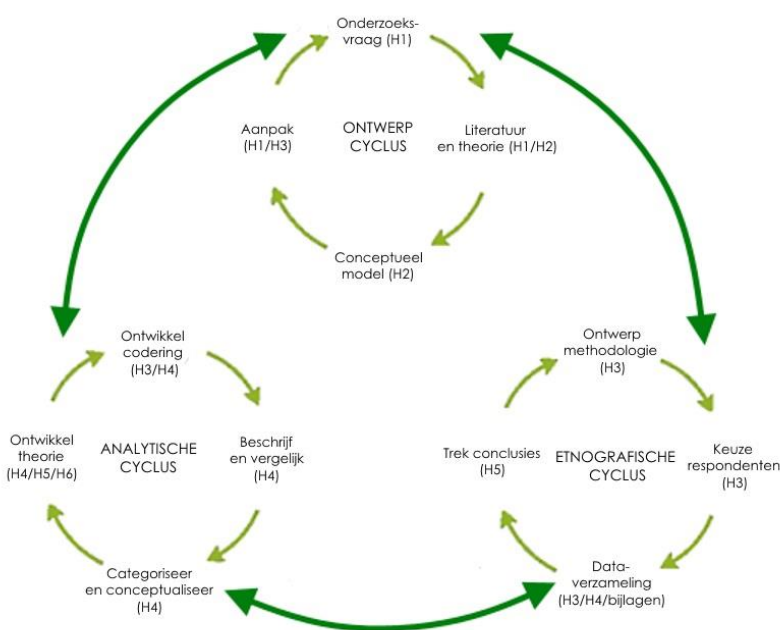 Onderzoeks-
vraag (H1)
Aanpak
(H1/H3)
ONTWERP
CYCLUS
Literatuur
en theorie (H1/H2)
Conceptueel
model (H2)
Ontwikkel
codering
(H3/H4)
Ontwikkel
theorie
(H4/H5/H6)
ANALYTISCHE
CYCLUS
Beschrijf
en vergelijk
(H4)
Categoriseer
en conceptualiseer
(H4)
Ontwerp
methodologie
(H3)
Trek conclusies
(H5)
ETNOGRAFISCHE
CYCLUS
Keuze
respondenten
(H3)
Data-
verzameling
(H3/H4/bijlagen)